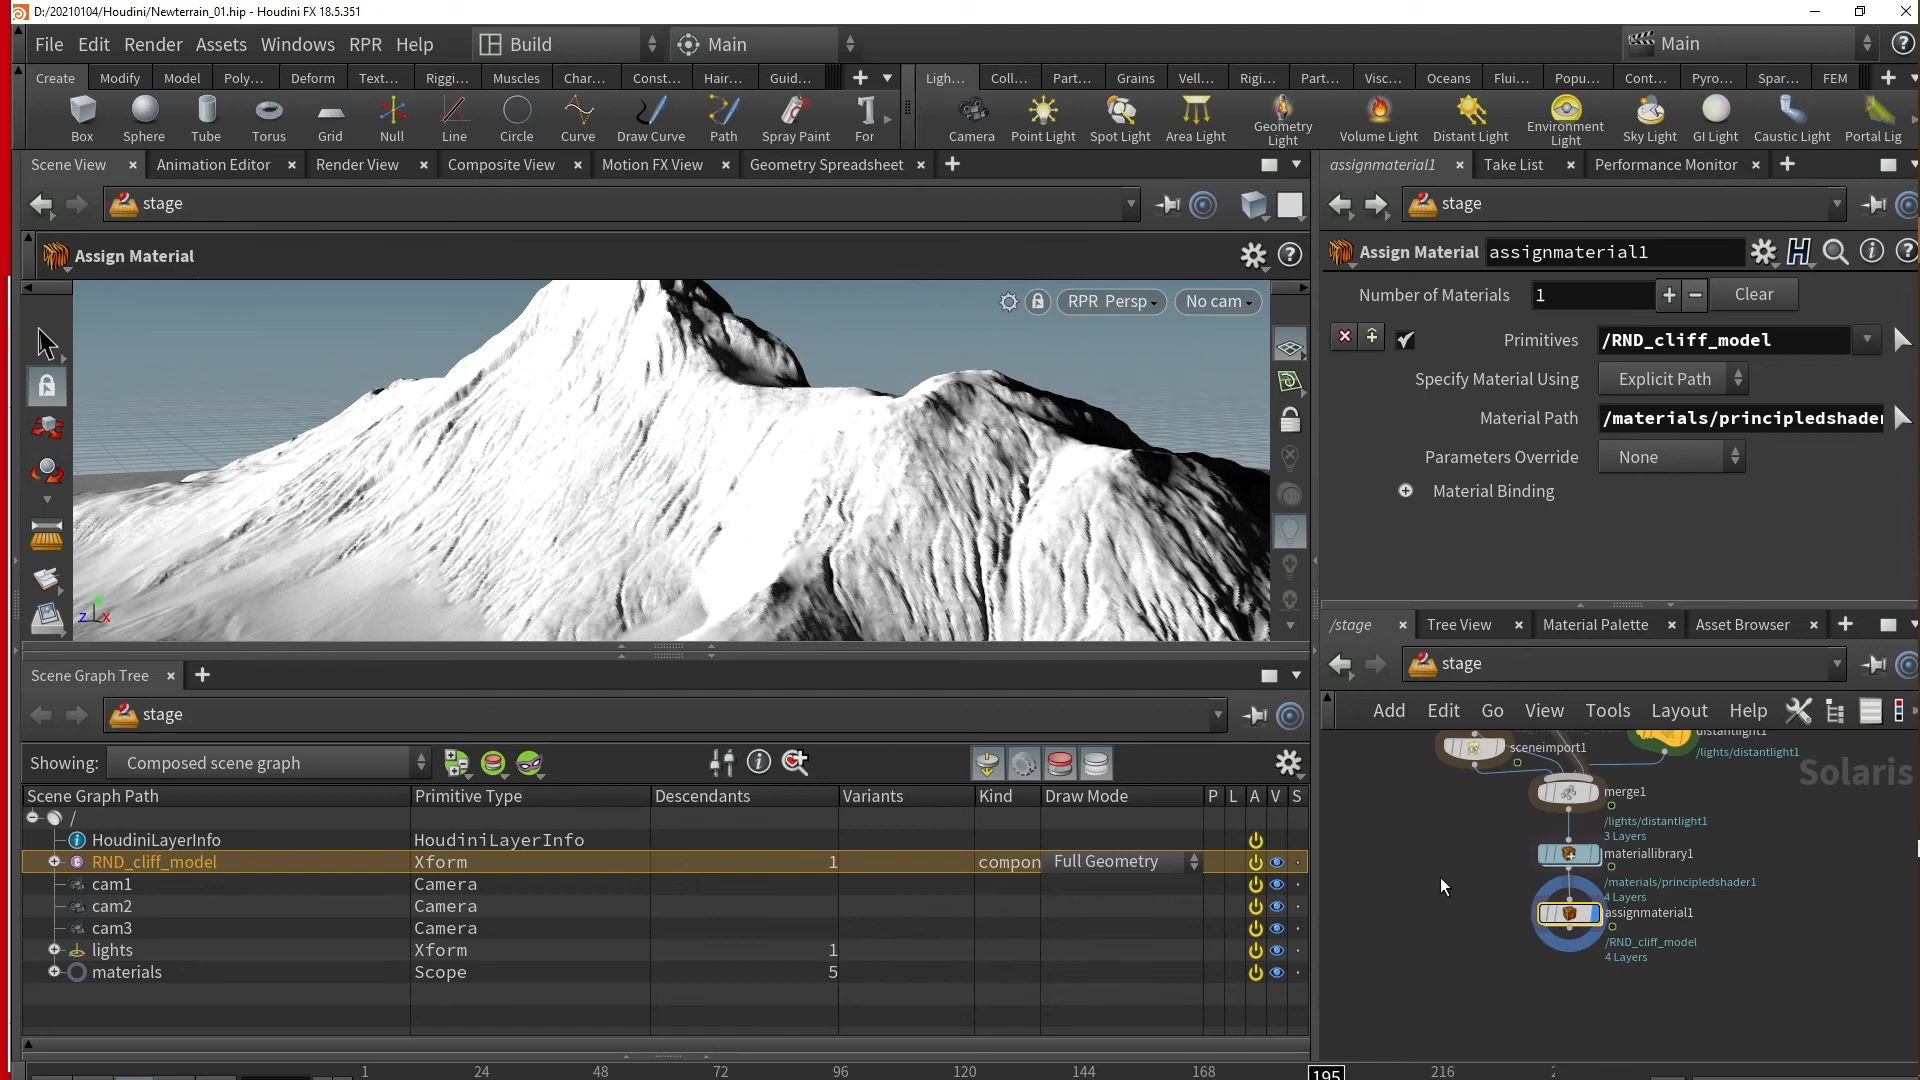 D:/20210104/Houdini/Newterrain_01.hip - Houdini FX 18.5.351
File Edit Render Assets Windows RPR Help Build Main Main
Create Modify Model Poly... Deform Text... Riggi... Muscles Char... Const... Hair... Guid... Ligh... Coll... Part... Grains Vell... Rigi... Part... Visc... Oceans Flui... Popu... Cont... Pyro... Spar... FEM
Box Sphere Tube Torus Grid Null Line Circle Curve Draw Curve Path Spray Paint For Camera Point Light Spot Light Area Light Geometry Light Volume Light Distant Light Environment Light Sky Light GI Light Caustic Light Portal Lig
Scene View Animation Editor Render View Composite View Motion FX View Geometry Spreadsheet assignmaterial1 Take List Performance Monitor
stage
stage
Assign Material
Assign Material assignmaterial1
RPR Persp No cam
Number of Materials 1 Clear
Primitives /RND_cliff_model
Specify Material Using Explicit Path
Material Path /materials/principledshader
Parameters Override None
Material Binding
z y x
/stage Tree View Material Palette Asset Browser
stage
Add Edit Go View Tools Layout Help
Scene Graph Tree
stage
Showing: Composed scene graph
Scene Graph Path Primitive Type Descendants Variants Kind Draw Mode P L A V S
/
HoudiniLayerInfo HoudiniLayerInfo
RND_cliff_model Xform 1 compon Full Geometry
cam1 Camera
cam2 Camera
cam3 Camera
lights Xform 1
materials Scope 5
distantlight1
/lights/distantlight1
sceneimport1
Solaris
merge1
/lights/distantlight1
3 Layers
materiallibrary1
/materials/principledshader1
4 Layers
assignmaterial1
/RND_cliff_model
4 Layers
1 24 48 72 96 120 144 168 195 216